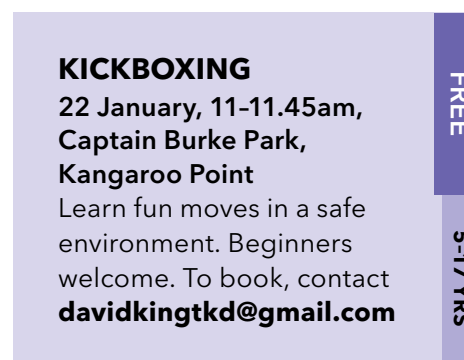 KICKBOXING
22 January, 11–11.45am,
Captain Burke Park,
Kangaroo Point
Learn fun moves in a safe
environment. Beginners
welcome. To book, contact
davidkingtkd@gmail.com
FREE
5–17 YRS